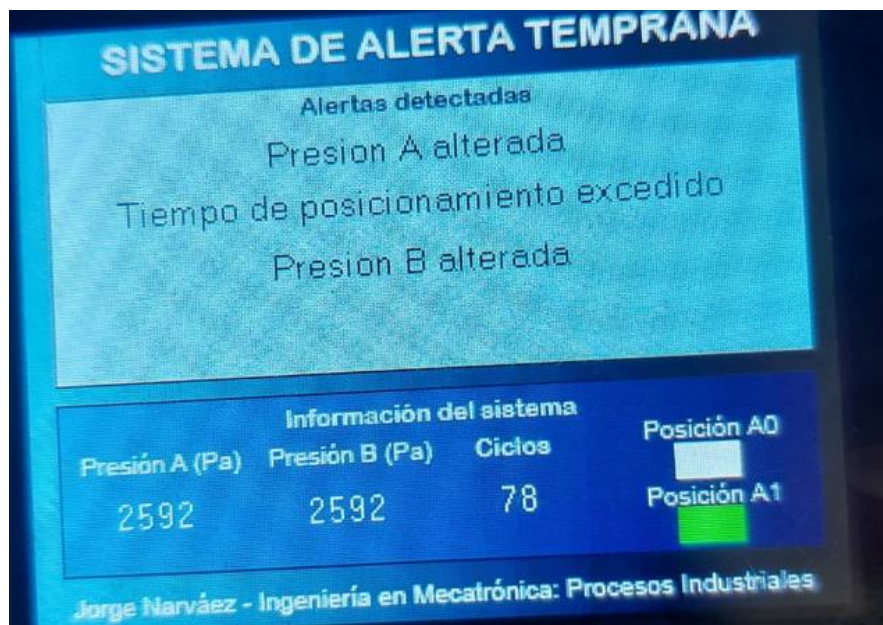 SISTEMA DE ALERTA TEMPRANA
Alertas detectadas
Presion A alterada
Tiempo de posicionamiento excedido
Presion B alterada
Información del sistema
Presión A (Pa) Presión B (Pa) Ciclos Posición A0
2592 2592 78 Posición A1
Jorge Narváez - Ingeniería en Mecatrónica: Procesos Industriales